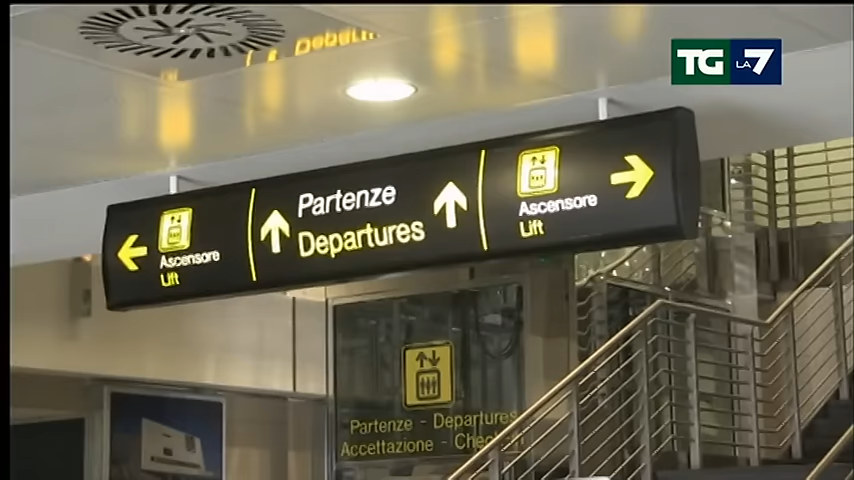 TG LA7
Ascensore
Lift
Partenze
Departures
Ascensore
Lift
Partenze - Departures
Accettazione - Check